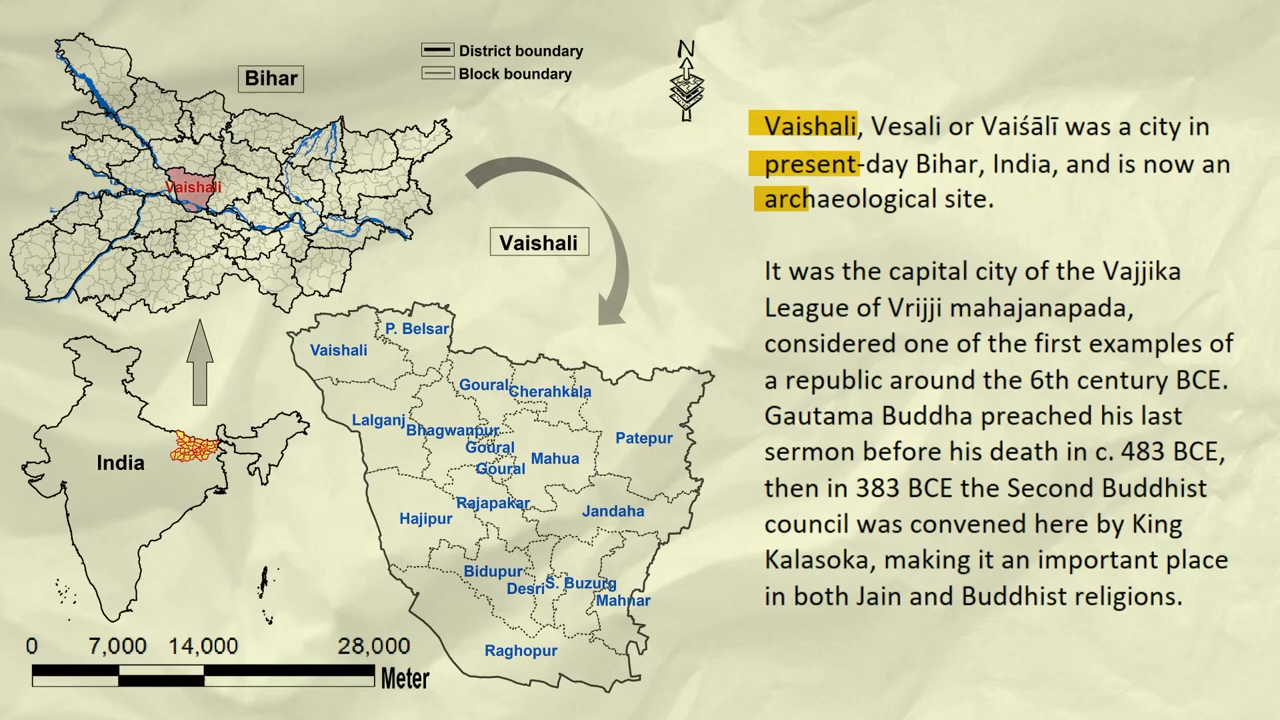 Bihar
District boundary
Block boundary
N
Vaishali
Vaishali
India
P. Belsar
Vaishali
Goural
Cherahkala
Lalganj
Bhagwanpur
Goural
Patepur
Goural
Mahua
Rajapakar
Hajipur
Jandaha
Bidupur
Desri
S. Buzurg
Mahnar
Raghopur
0 7,000 14,000 28,000
Meter
Vaishali, Vesali or Vaiśālī was a city in
present-day Bihar, India, and is now an
archaeological site.
It was the capital city of the Vajjika
League of Vrijji mahajanapada,
considered one of the first examples of
a republic around the 6th century BCE.
Gautama Buddha preached his last
sermon before his death in c. 483 BCE,
then in 383 BCE the Second Buddhist
council was convened here by King
Kalasoka, making it an important place
in both Jain and Buddhist religions.